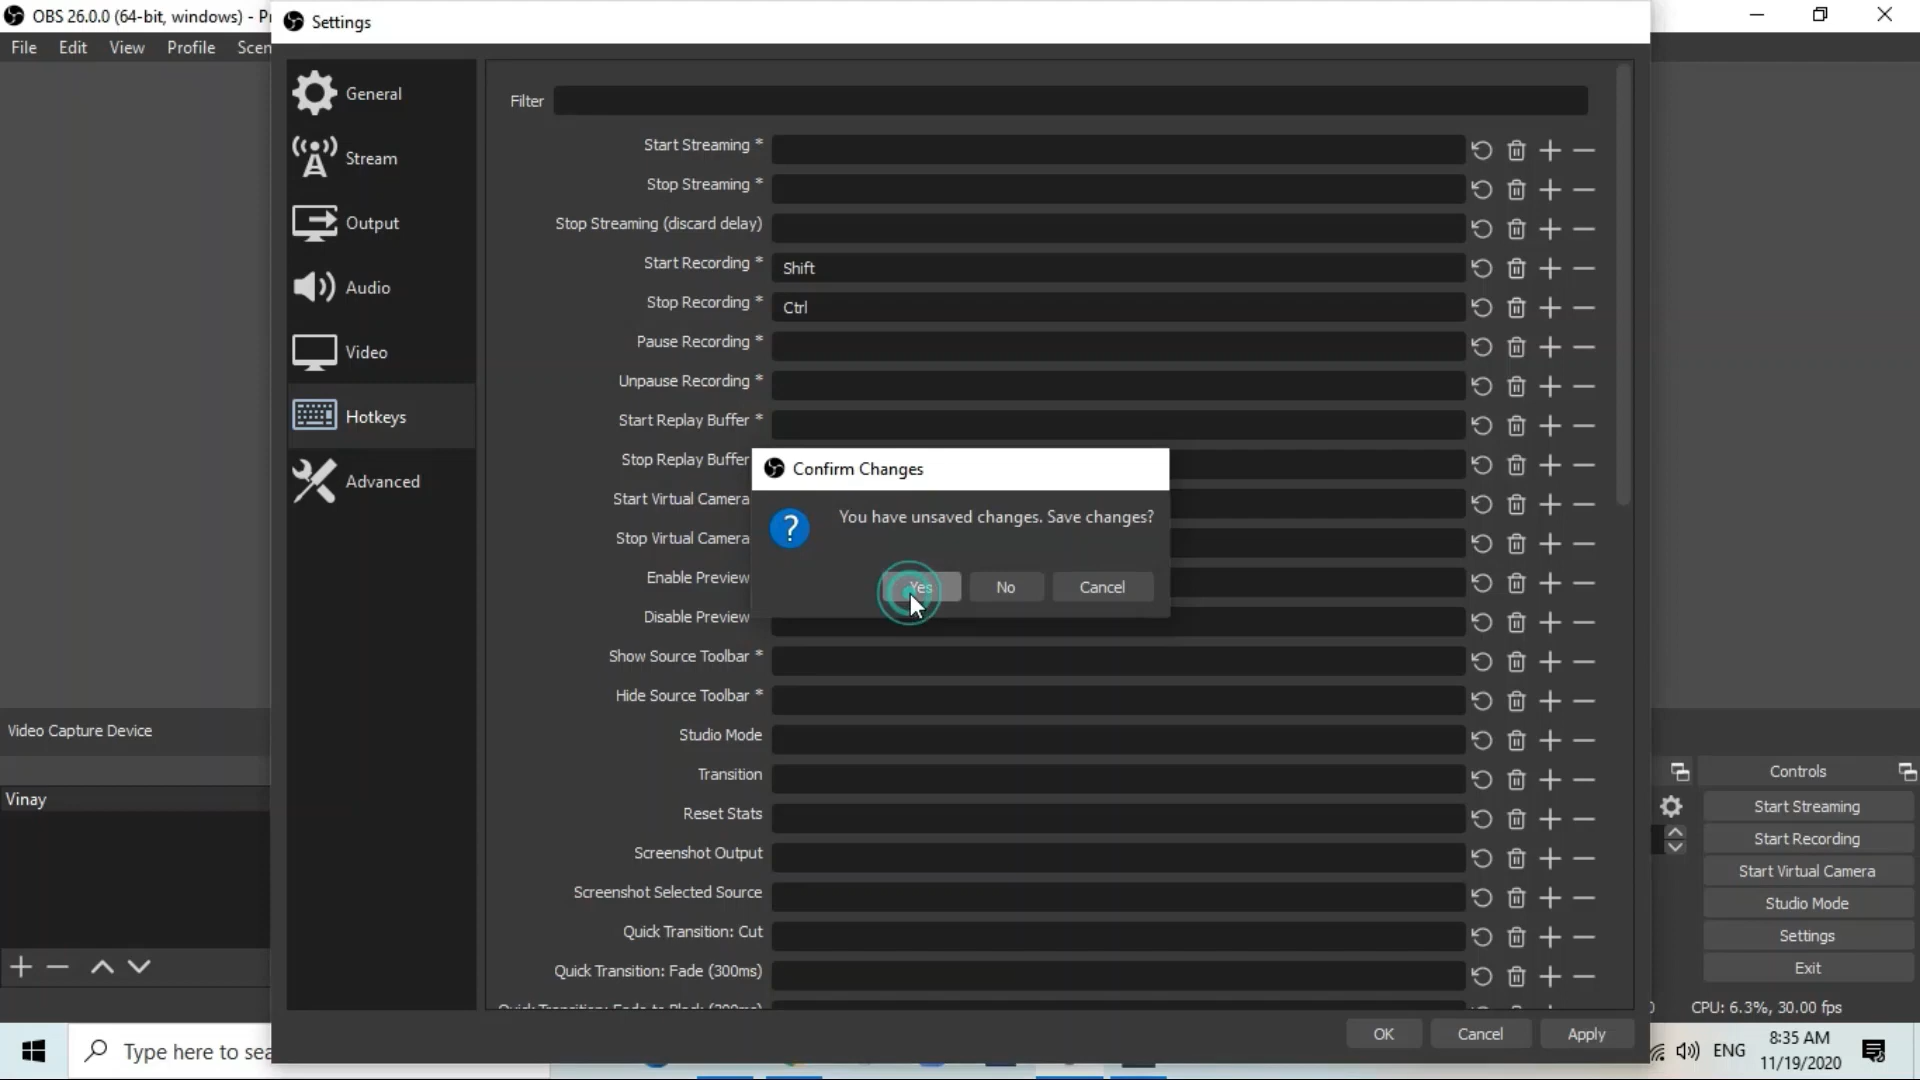 OBS 26.0.0 (64-bit, windows) - P
Settings
File Edit View Profile Scen
General
Stream
Output
Audio
Video
Hotkeys
Advanced
Filter
Start Streaming *
Stop Streaming *
Stop Streaming (discard delay)
Start Recording * Shift
Stop Recording * Ctrl
Pause Recording *
Unpause Recording *
Start Replay Buffer *
Stop Replay Buffer
Start Virtual Camera
Stop Virtual Camera
Enable Preview
Disable Preview
Show Source Toolbar *
Hide Source Toolbar *
Studio Mode
Transition
Reset Stats
Screenshot Output
Screenshot Selected Source
Quick Transition: Cut
Quick Transition: Fade (300ms)
Confirm Changes
You have unsaved changes. Save changes?
Yes No Cancel
OK Cancel Apply
Video Capture Device
Vinay
Controls
Start Streaming
Start Recording
Start Virtual Camera
Studio Mode
Settings
Exit
CPU: 6.3%, 30.00 fps
Type here to sea
ENG
8:35 AM
11/19/2020